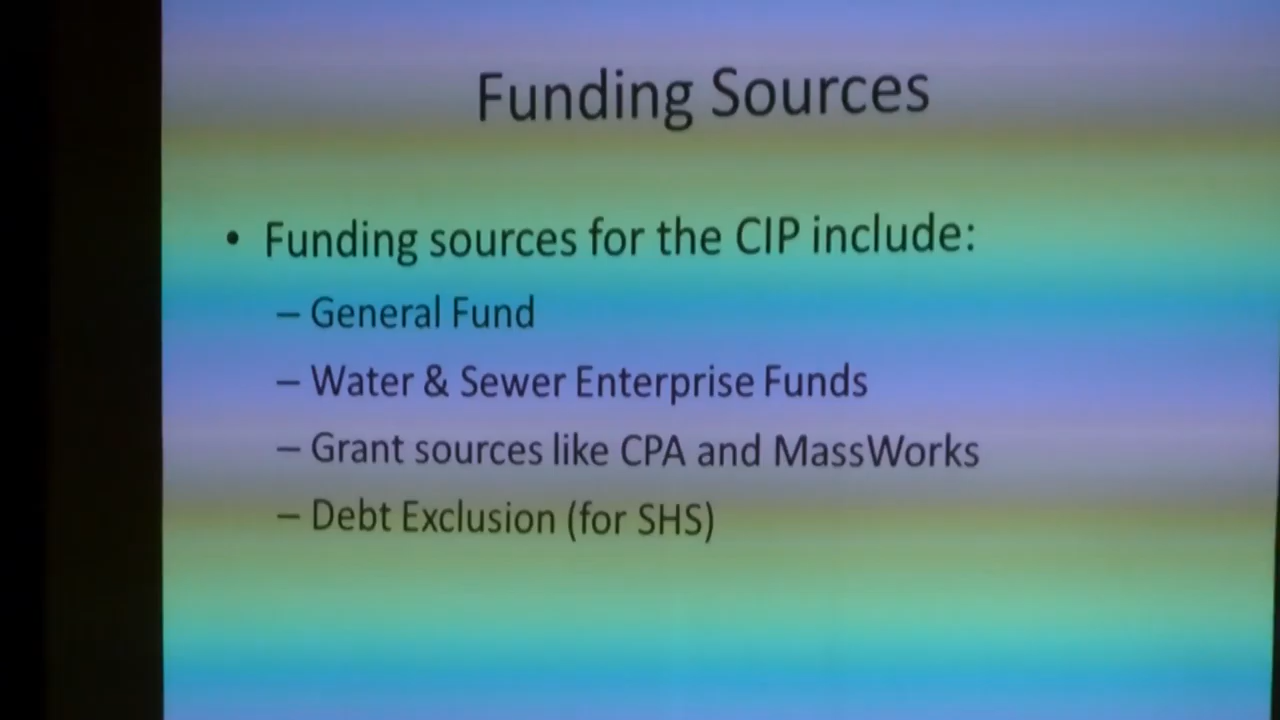 Funding Sources
• Funding sources for the CIP include:
– General Fund
– Water & Sewer Enterprise Funds
– Grant sources like CPA and MassWorks
– Debt Exclusion (for SHS)